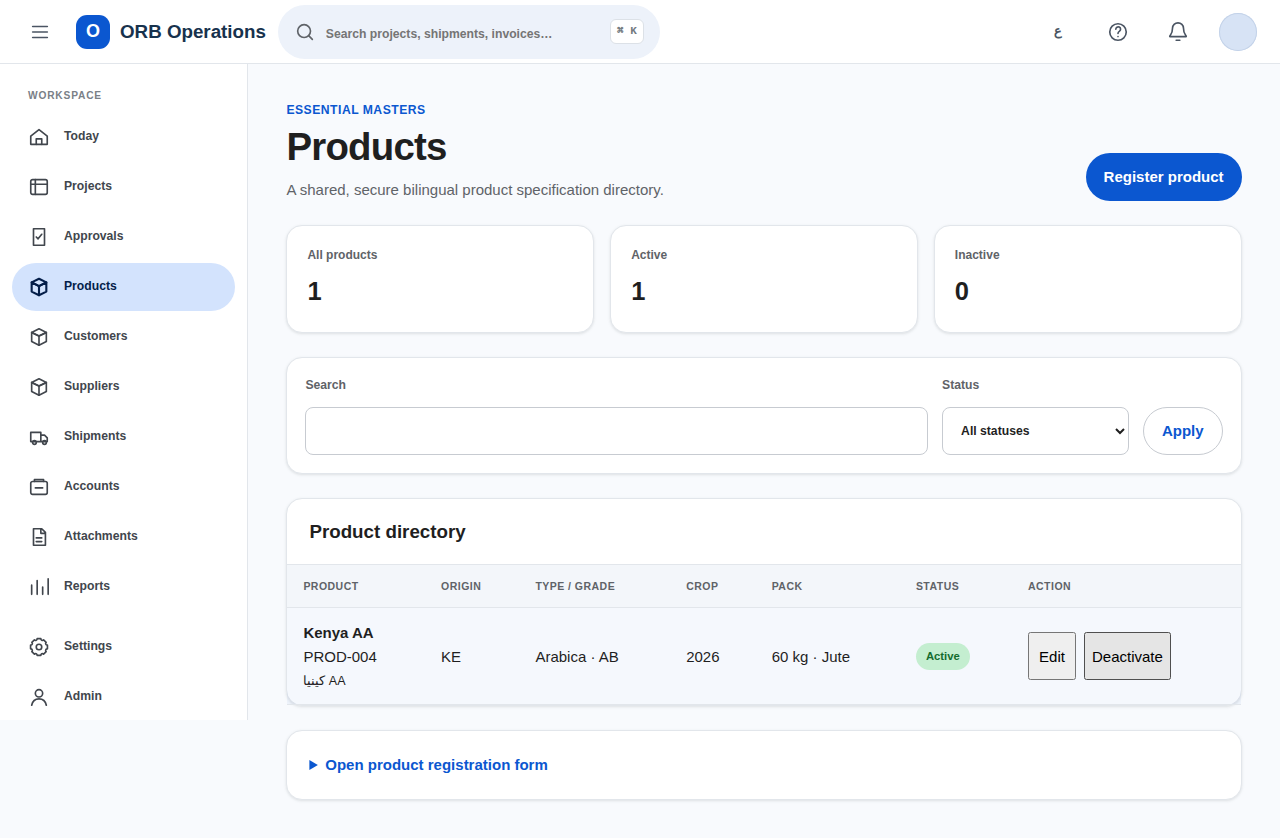 O ORB Operations
Search projects, shipments, invoices…
⌘ K
ع
WORKSPACE
Today
Projects
Approvals
Products
Customers
Suppliers
Shipments
Accounts
Attachments
Reports
Settings
Admin
ESSENTIAL MASTERS
Products
A shared, secure bilingual product specification directory.
Register product
All products
1
Active
1
Inactive
0
Search
Status
All statuses
Apply
Product directory
PRODUCT ORIGIN TYPE / GRADE CROP PACK STATUS ACTION
Kenya AA
PROD-004 KE Arabica · AB 2026 60 kg · Jute Active Edit Deactivate
كينيا AA
Open product registration form